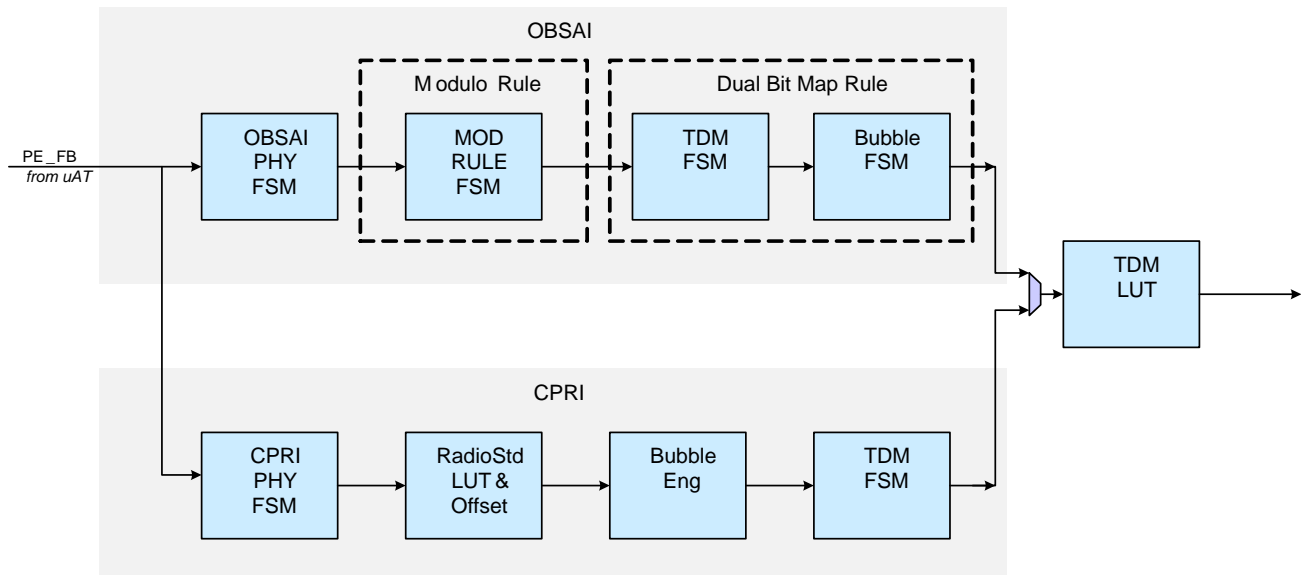 OBSAI
Modulo Rule
Dual Bit Map Rule
OBSAI
PHY
FSM
MOD
RULE
FSM
TDM
FSM
Bubble
FSM
PE_FB
from uAT
TDM
LUT
CPRI
CPRI
PHY
FSM
RadioStd
LUT &
Offset
Bubble
Eng
TDM
FSM